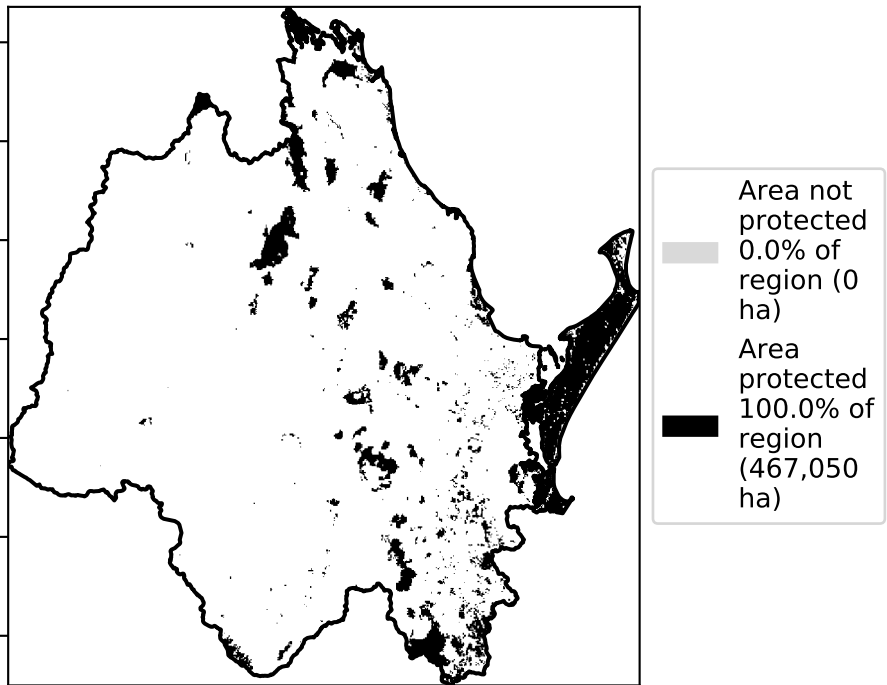 Area not
protected
0.0% of
region (0
ha)
Area
protected
100.0% of
region
(467,050
ha)